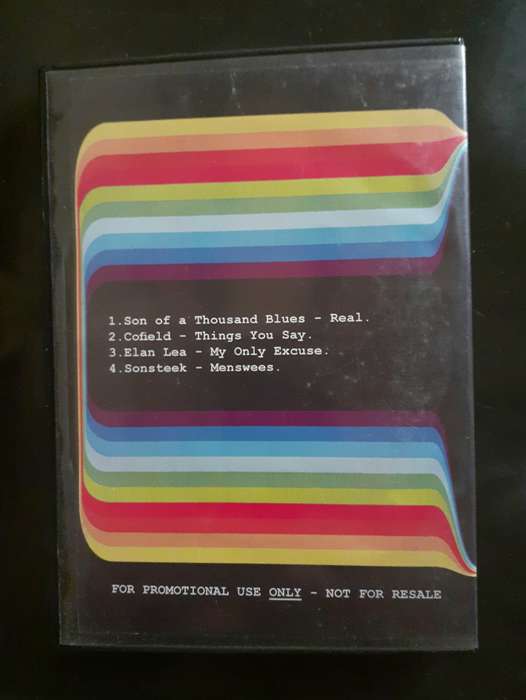 1.Son of a Thousand Blues - Real.
2.Cofield - Things You Say.
3.Elan Lea - My Only Excuse.
4.Sonsteek - Menswees.
FOR PROMOTIONAL USE ONLY - NOT FOR RESALE